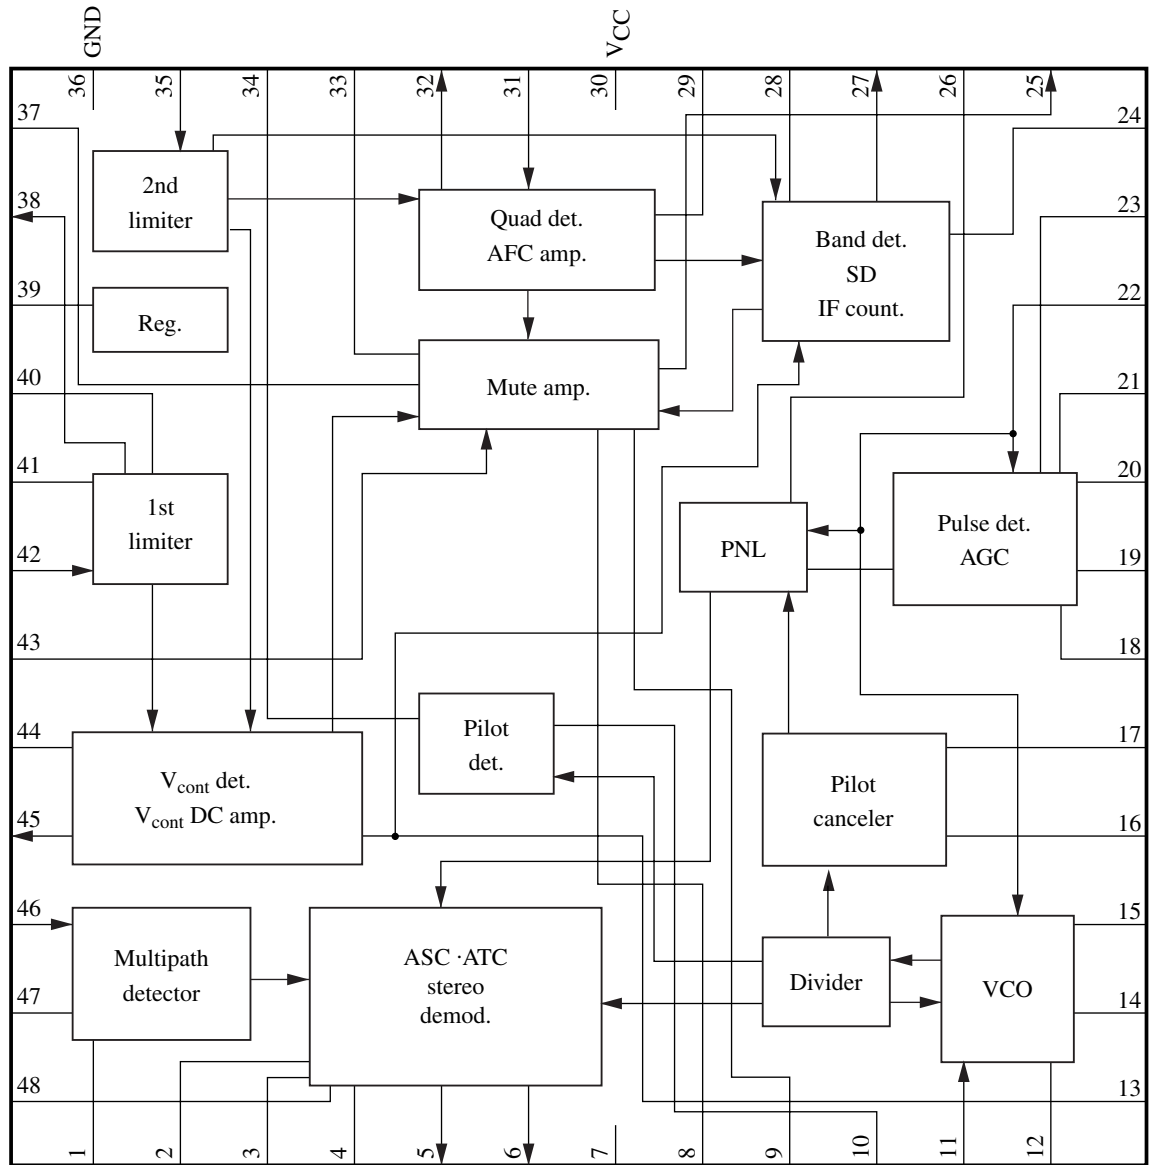 GND
VCC
36
35
34
33
32
31
30
29
28
27
26
25
37
38
39
40
41
42
43
44
45
46
47
48
24
23
22
21
20
19
18
17
16
15
14
13
2nd
limiter
Quad det.
AFC amp.
Band det.
SD
IF count.
Reg.
Mute amp.
1st
limiter
PNL
Pulse det.
AGC
Pilot
det.
Vcont det.
Vcont DC amp.
Pilot
canceler
Multipath
detector
ASC ·ATC
stereo
demod.
Divider
VCO
1
2
3
4
5
6
7
8
9
10
11
12